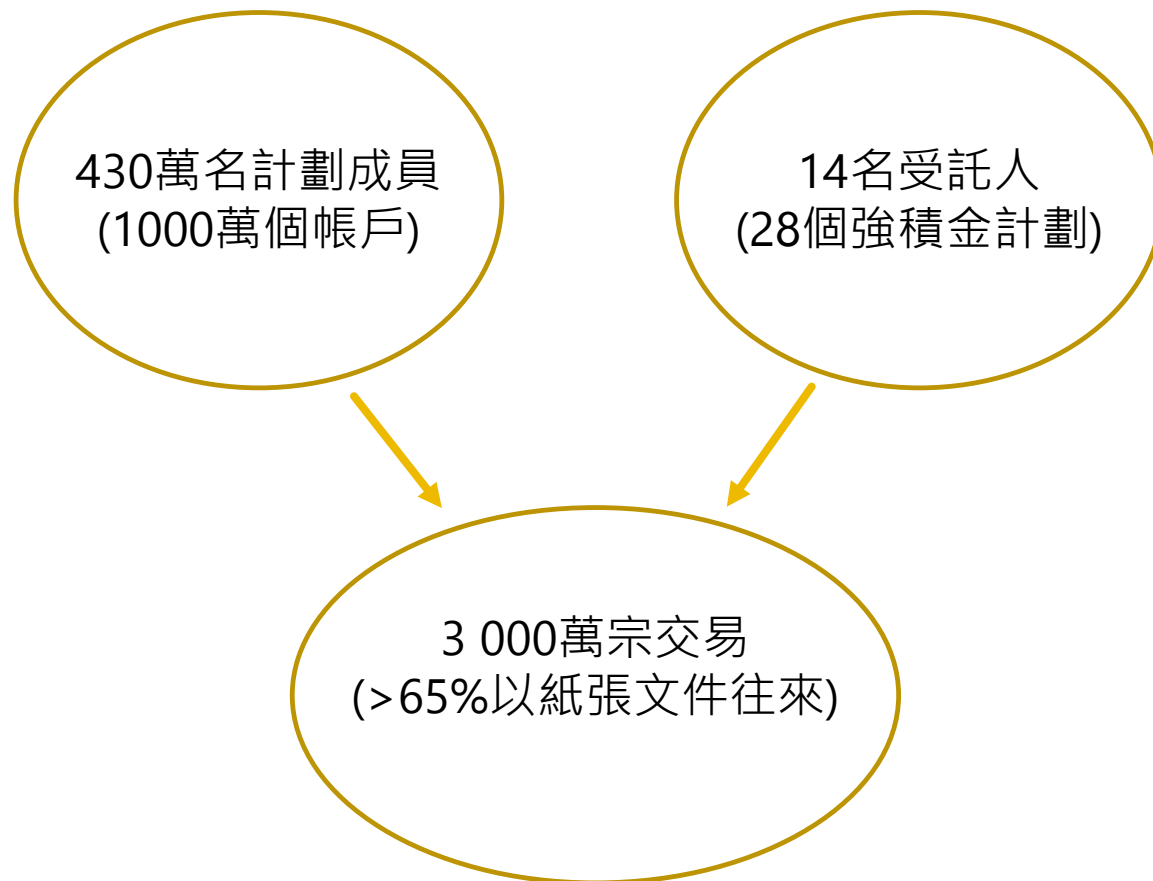 430萬名計劃成員
(1000萬個帳戶)
14名受託人
(28個強積金計劃)
3 000萬宗交易
(>65%以紙張文件往來)